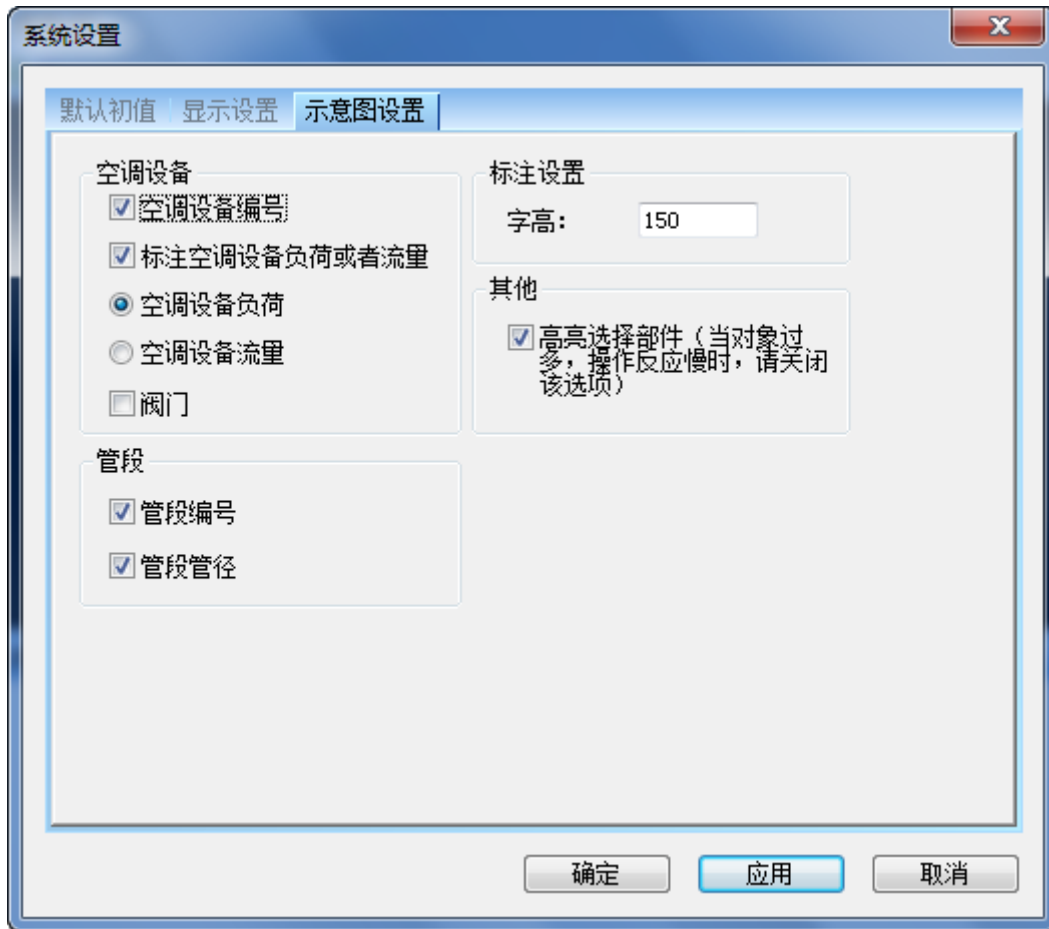 系统设置
默认初值
显示设置
示意图设置
空调设备
空调设备编号
标注空调设备负荷或者流量
空调设备负荷
空调设备流量
阀门
管段
管段编号
管段管径
标注设置
字高:
150
其他
高亮选择部件（当对象过
多，操作反应慢时，请关闭
该选项）
确定
应用
取消